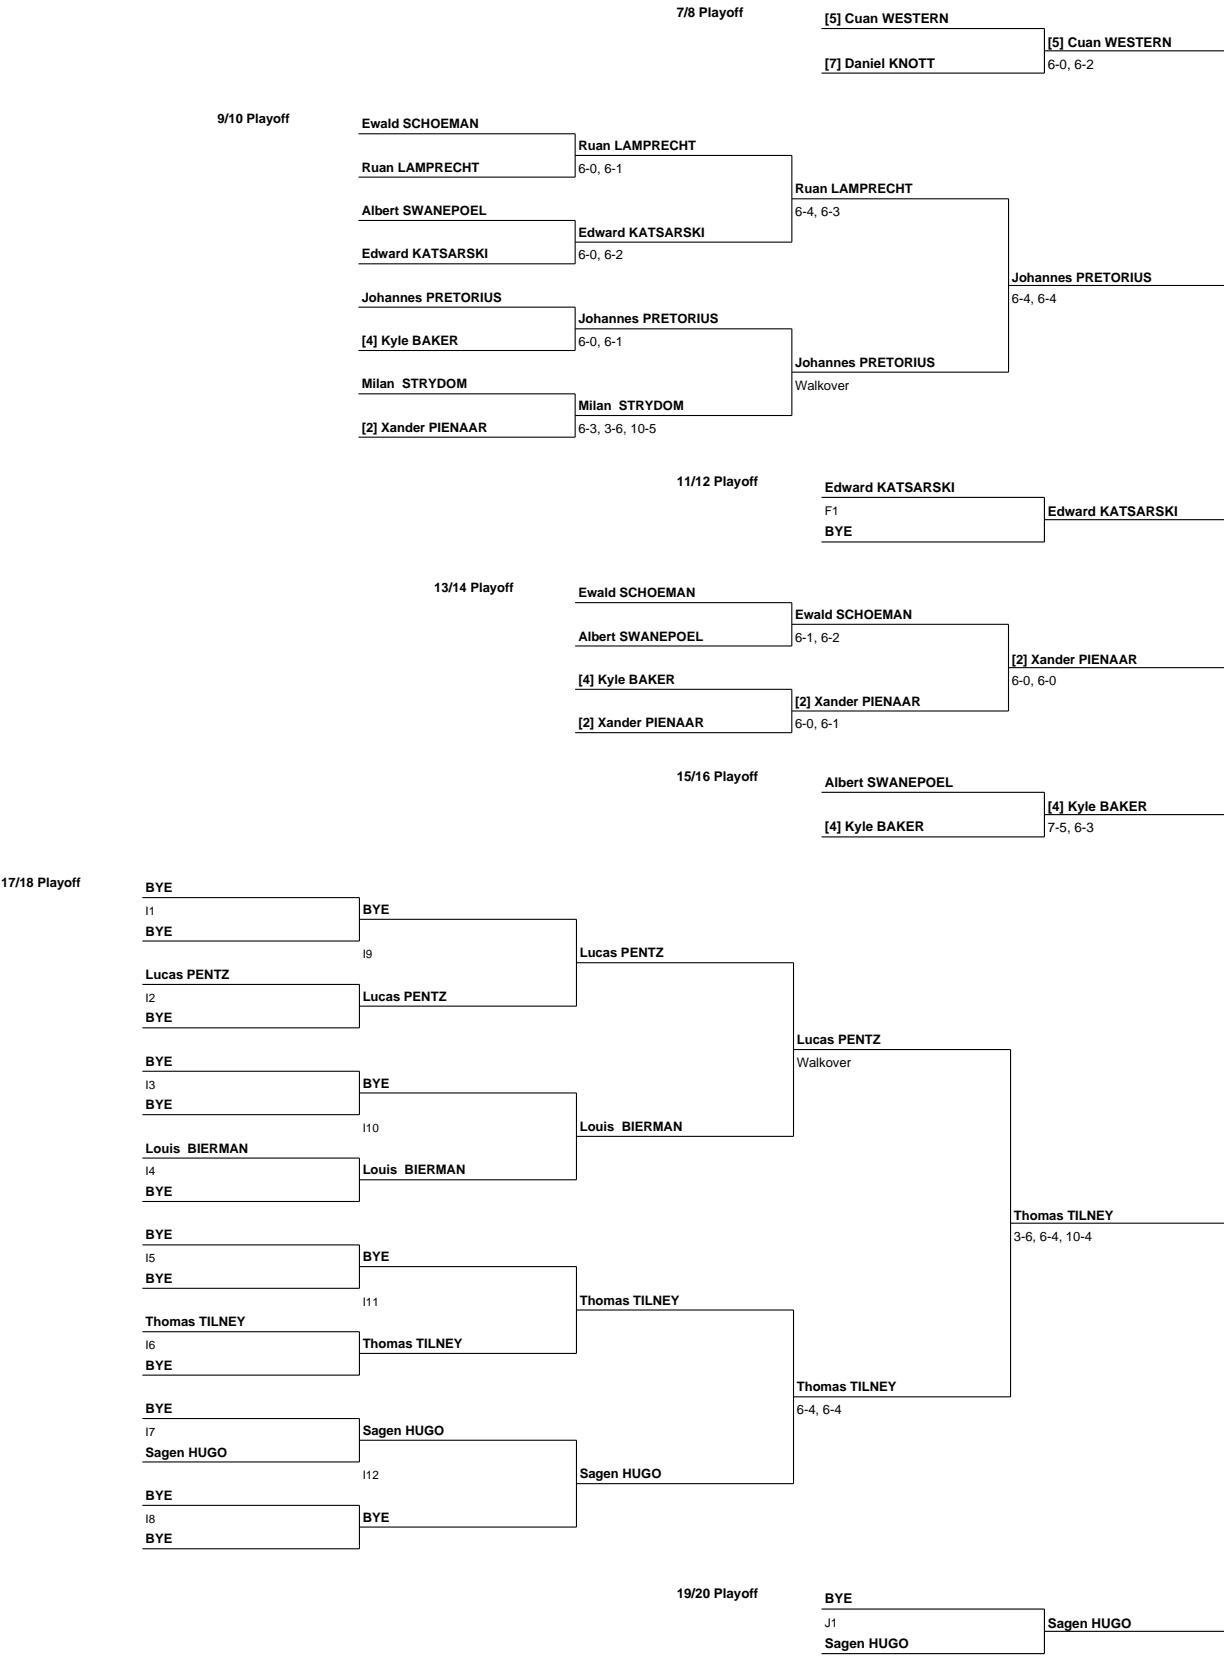 7/8 Playoff
[5] Cuan WESTERN
[5] Cuan WESTERN
[7] Daniel KNOTT
6-0, 6-2
9/10 Playoff
Ewald SCHOEMAN
Ruan LAMPRECHT
Ruan LAMPRECHT
6-0, 6-1
Ruan LAMPRECHT
Albert SWANEPOEL
6-4, 6-3
Edward KATSARSKI
Edward KATSARSKI
6-0, 6-2
Johannes PRETORIUS
6-4, 6-4
Johannes PRETORIUS
Johannes PRETORIUS
[4] Kyle BAKER
6-0, 6-1
Johannes PRETORIUS
Walkover
Milan STRYDOM
Milan STRYDOM
[2] Xander PIENAAR
6-3, 3-6, 10-5
11/12 Playoff
Edward KATSARSKI
F1
Edward KATSARSKI
BYE
13/14 Playoff
Ewald SCHOEMAN
Ewald SCHOEMAN
Albert SWANEPOEL
6-1, 6-2
[2] Xander PIENAAR
6-0, 6-0
[4] Kyle BAKER
[2] Xander PIENAAR
[2] Xander PIENAAR
6-0, 6-1
15/16 Playoff
Albert SWANEPOEL
[4] Kyle BAKER
[4] Kyle BAKER
7-5, 6-3
17/18 Playoff
BYE
I1
BYE
BYE
I9
Lucas PENTZ
Lucas PENTZ
I2
Lucas PENTZ
BYE
Lucas PENTZ
Walkover
BYE
I3
BYE
BYE
I10
Louis BIERMAN
Louis BIERMAN
I4
Louis BIERMAN
BYE
Thomas TILNEY
3-6, 6-4, 10-4
BYE
I5
BYE
BYE
I11
Thomas TILNEY
Thomas TILNEY
I6
Thomas TILNEY
BYE
Thomas TILNEY
6-4, 6-4
BYE
I7
Sagen HUGO
Sagen HUGO
I12
Sagen HUGO
BYE
I8
BYE
BYE
19/20 Playoff
BYE
J1
Sagen HUGO
Sagen HUGO